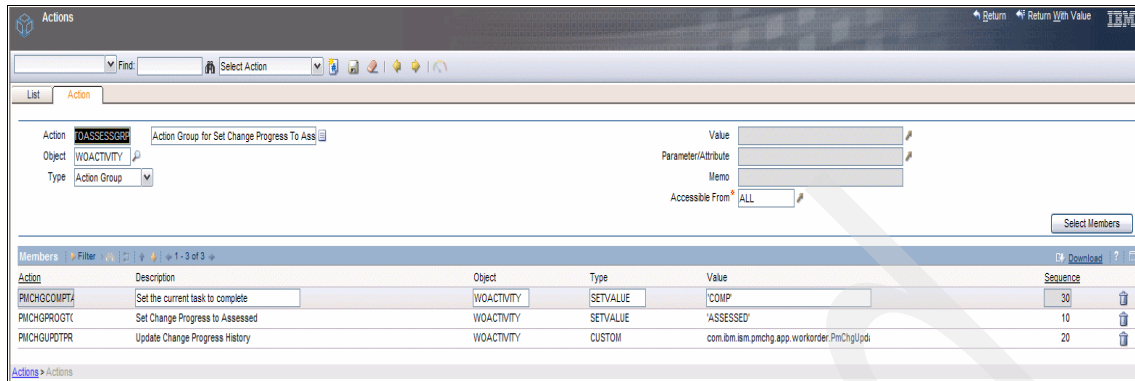 Actions Return Return With Value IBM
Find: Select Action
List Action
Action TOASSESSGRP Action Group for Set Change Progress To Ass Value
Object WOACTIVITY Parameter/Attribute
Type Action Group Memo
Accessible From* ALL
Select Members
Members Filter 1 - 3 of 3 Download ?
Action Description Object Type Value Sequence
PMCHGCOMPTA Set the current task to complete WOACTIVITY SETVALUE 'COMP' 30
PMCHGPROGTO Set Change Progress to Assessed WOACTIVITY SETVALUE 'ASSESSED' 10
PMCHGUPDTPR Update Change Progress History WOACTIVITY CUSTOM com.ibm.ism.pmchg.app.workorder.PmChgUpda 20
Actions > Actions